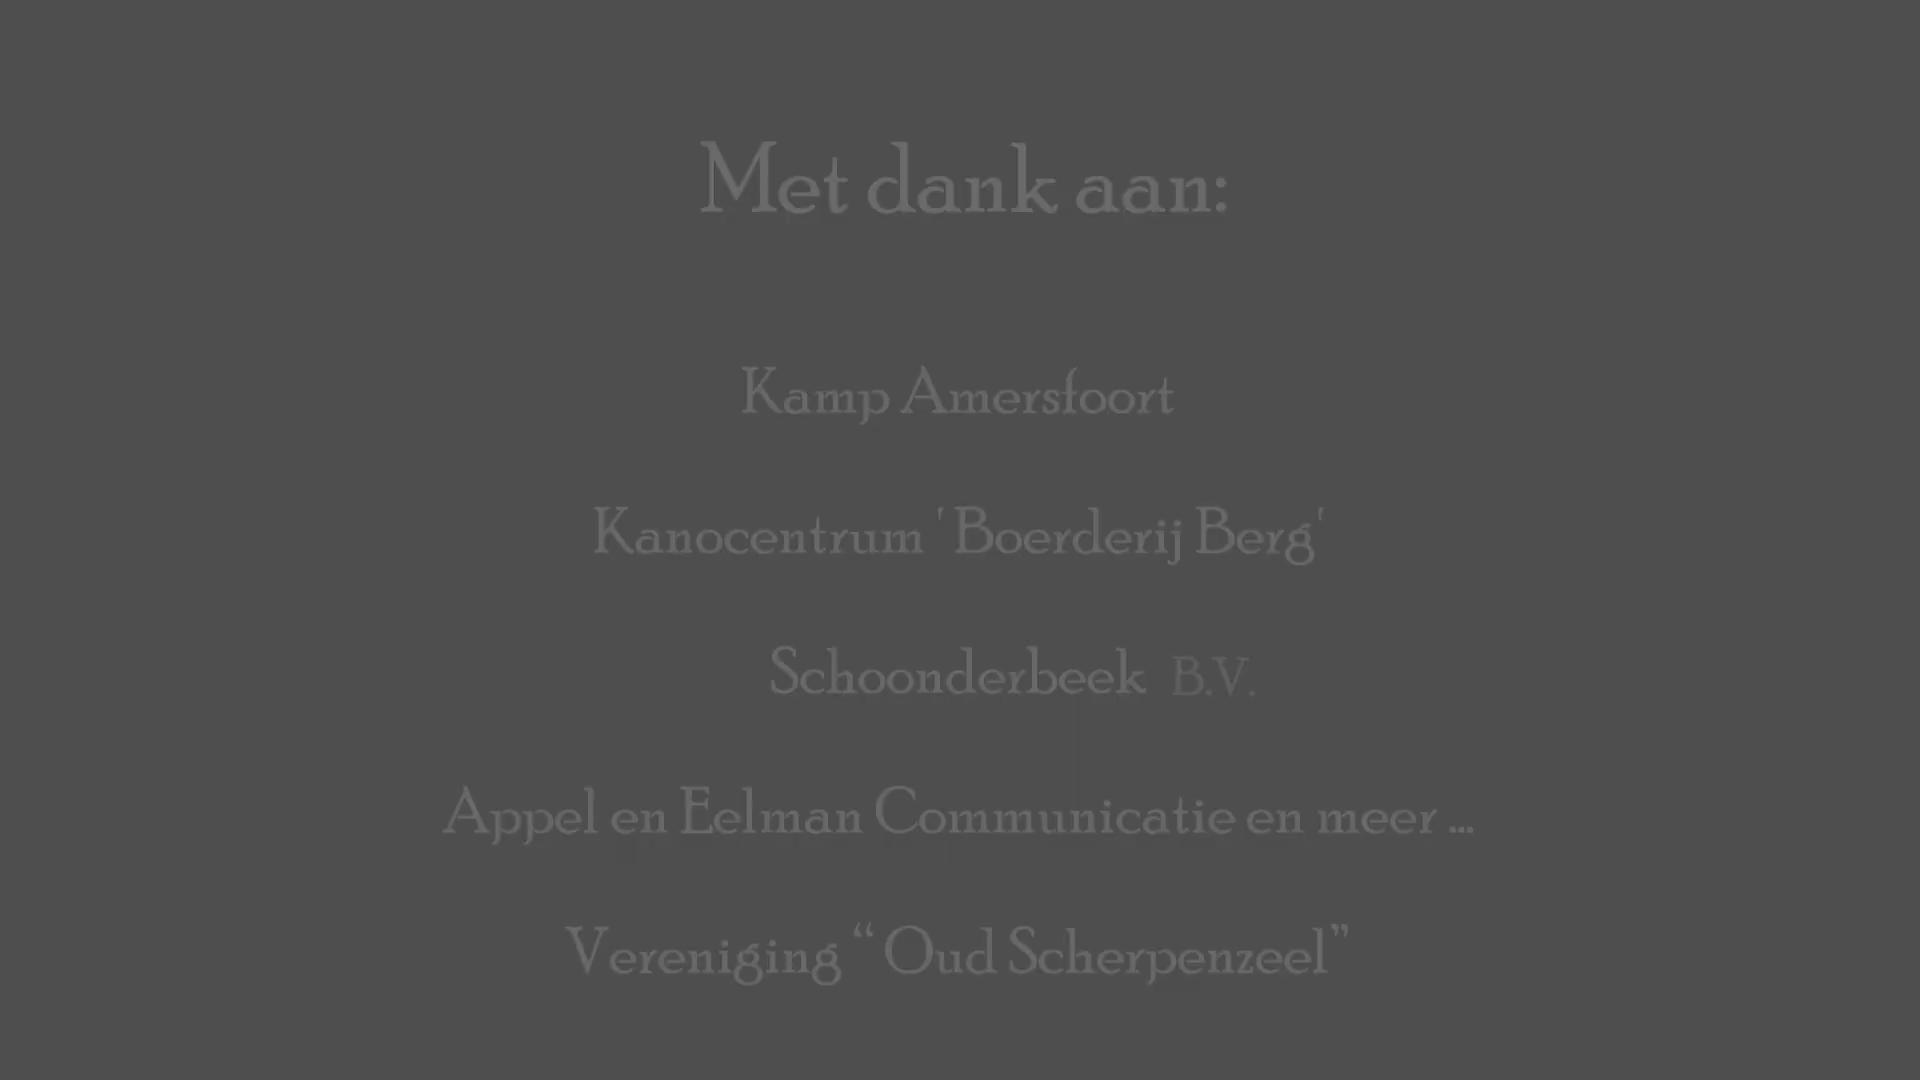 Met dank aan:
Kamp Amersfoort
Kanocentrum 'Boerderij Berg'
Schoonderbeek B.V.
Appel en Eelman Communicatie en meer ...
Vereniging “Oud Scherpenzeel”